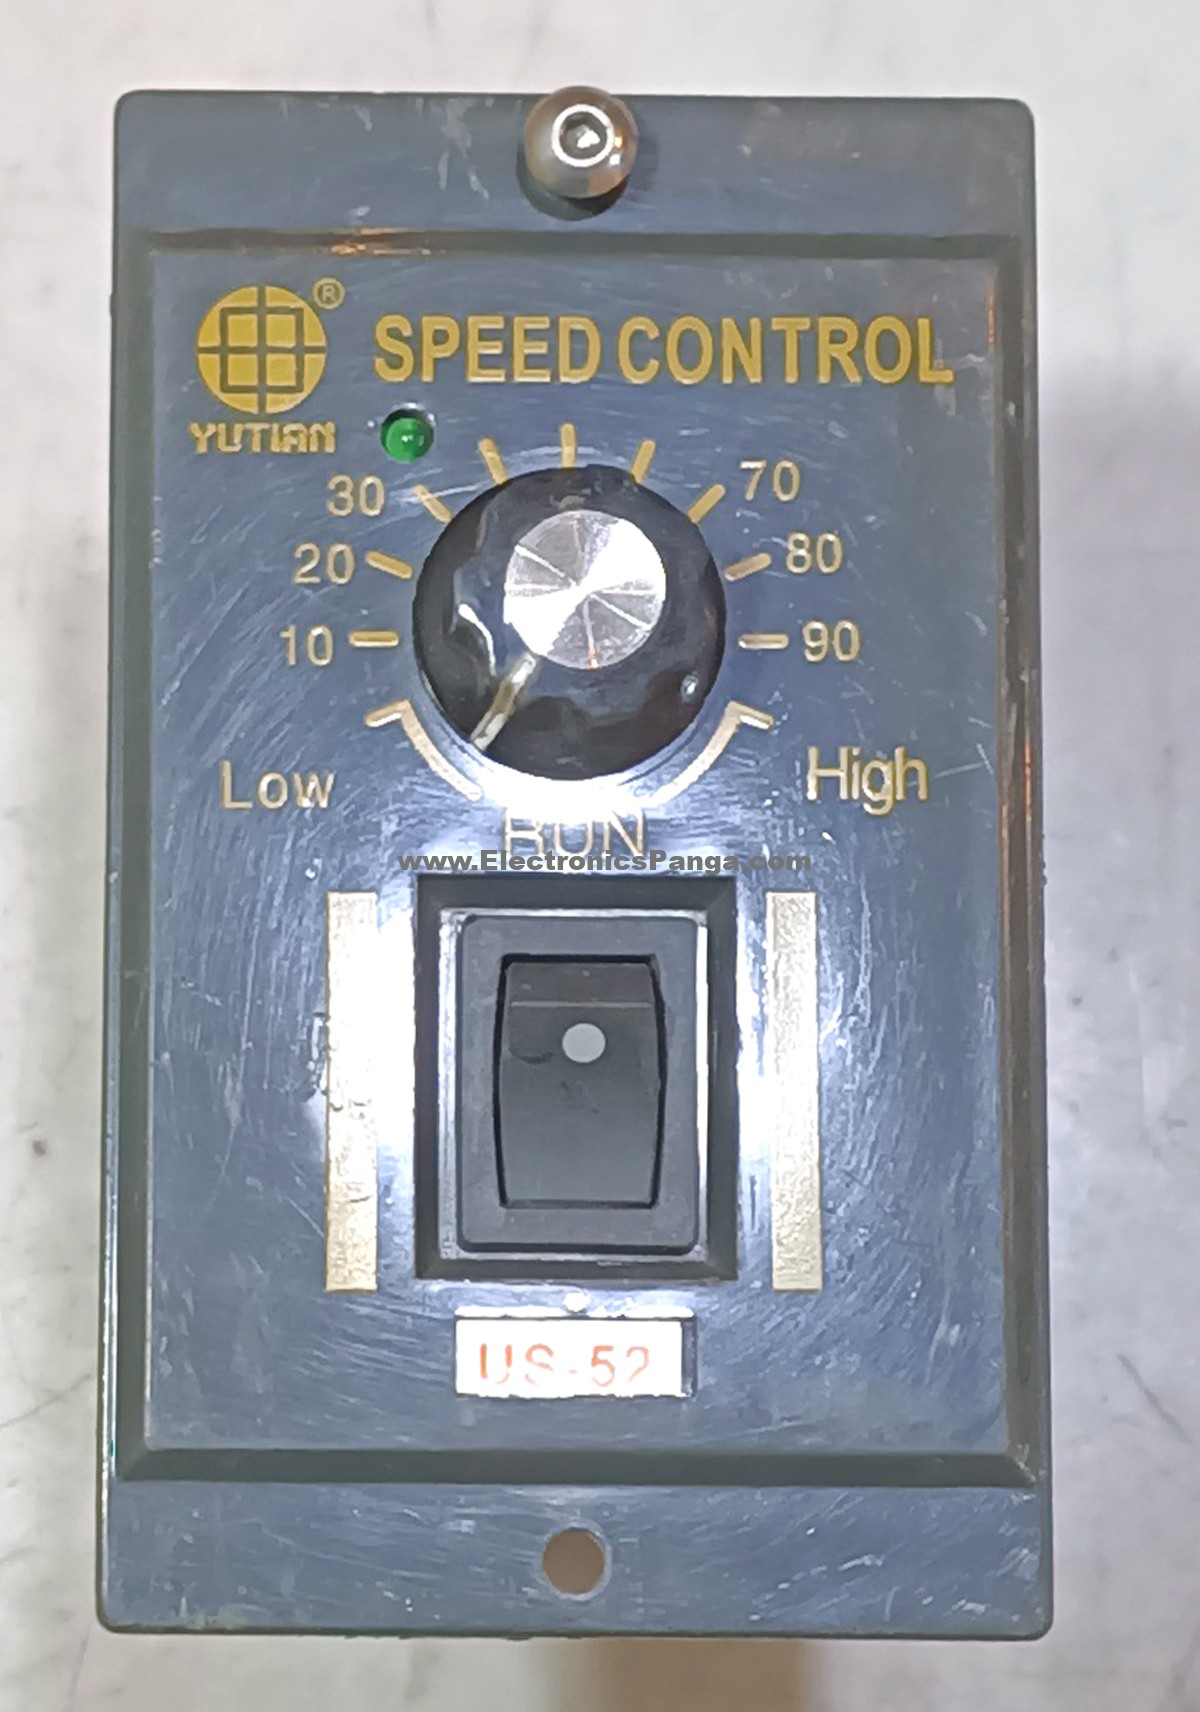 ® SPEED CONTROL
YUTIAN
30 70
20 80
10 90
Low High
RUN
www.ElectronicsPanga.com
US-52